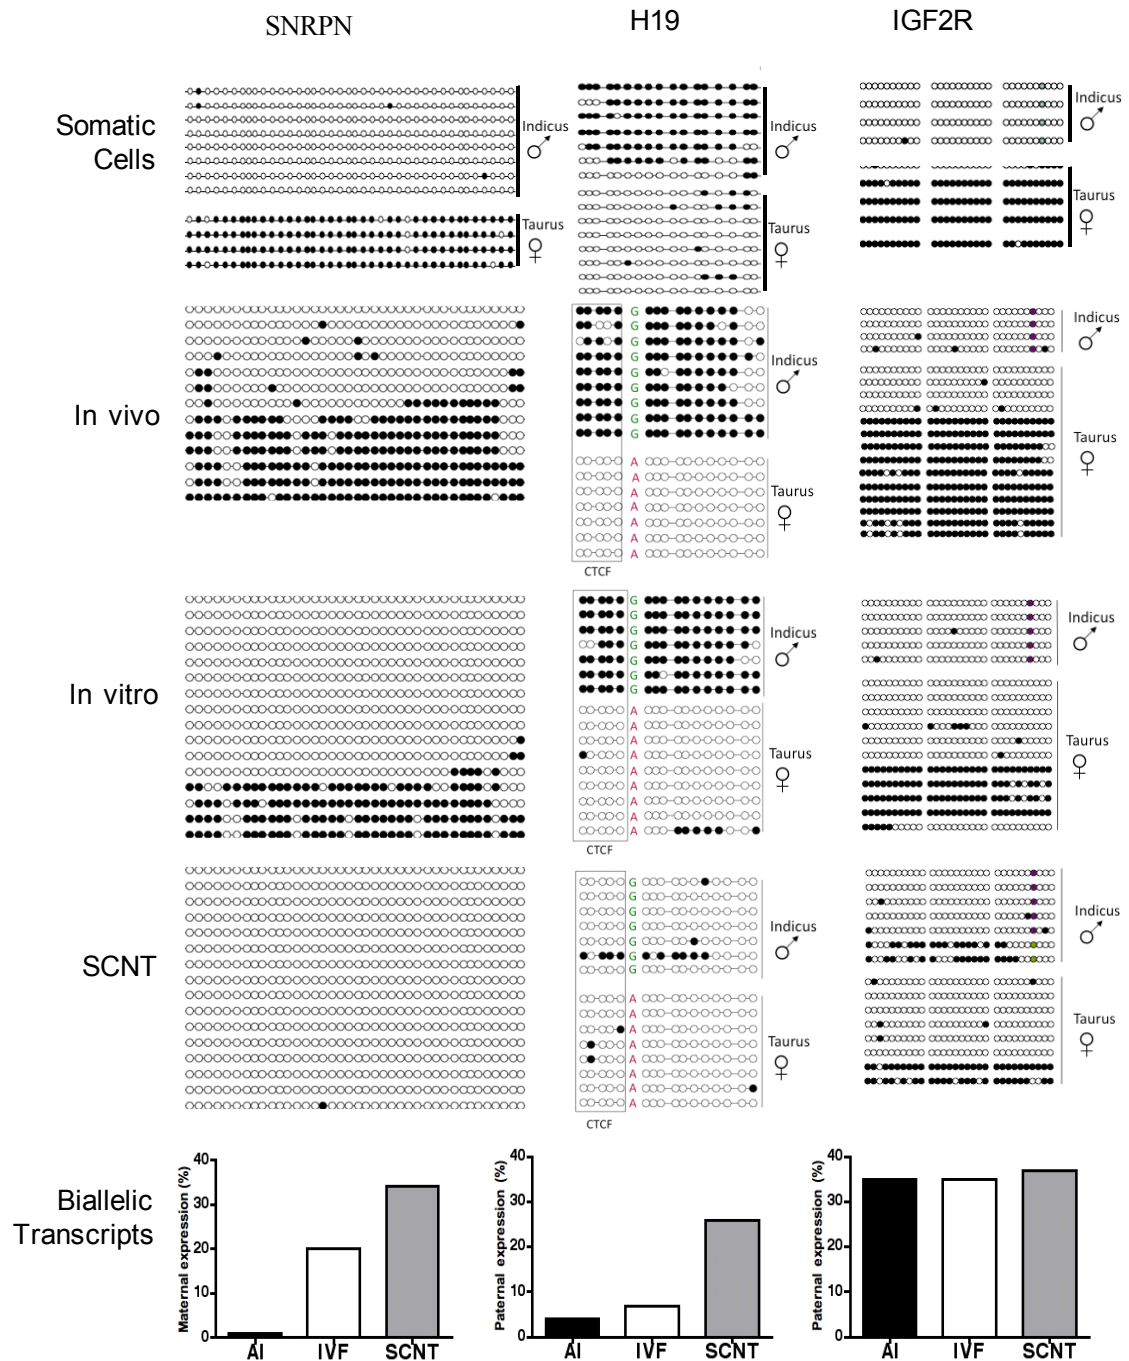 SNRPN H19 IGF2R
Somatic
Cells
Indicus
♂
Taurus
♀
Indicus
♂
Taurus
♀
Indicus
♂
Taurus
♀
In vivo
G
G
G
G
G
G
G
G
G
A
A
A
A
A
A
A
CTCF
Indicus
♂
Taurus
♀
Indicus
♂
Taurus
♀
In vitro
G
G
G
G
G
G
G
A
A
A
A
A
A
A
A
A
CTCF
Indicus
♂
Taurus
♀
Indicus
♂
Taurus
♀
SCNT
G
G
G
G
G
G
G
A
A
A
A
A
A
A
A
CTCF
Indicus
♂
Taurus
♀
Indicus
♂
Taurus
♀
Biallelic
Transcripts
Maternal expression (%)
40
30
20
10
0
AI IVF SCNT
Paternal expression (%)
40
30
20
10
0
AI IVF SCNT
Paternal expression (%)
40
30
20
10
0
AI IVF SCNT